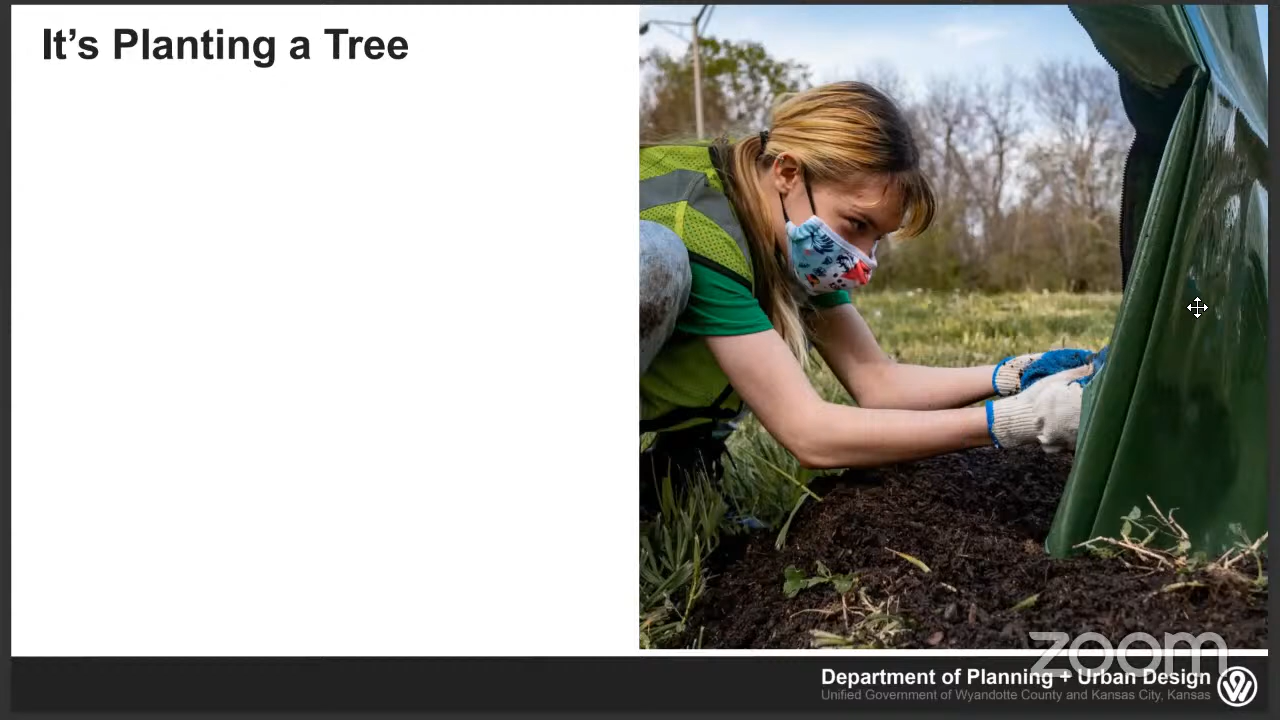 It's Planting a Tree
zoom
Department of Planning + Urban Design
Unified Government of Wyandotte County and Kansas City, Kansas